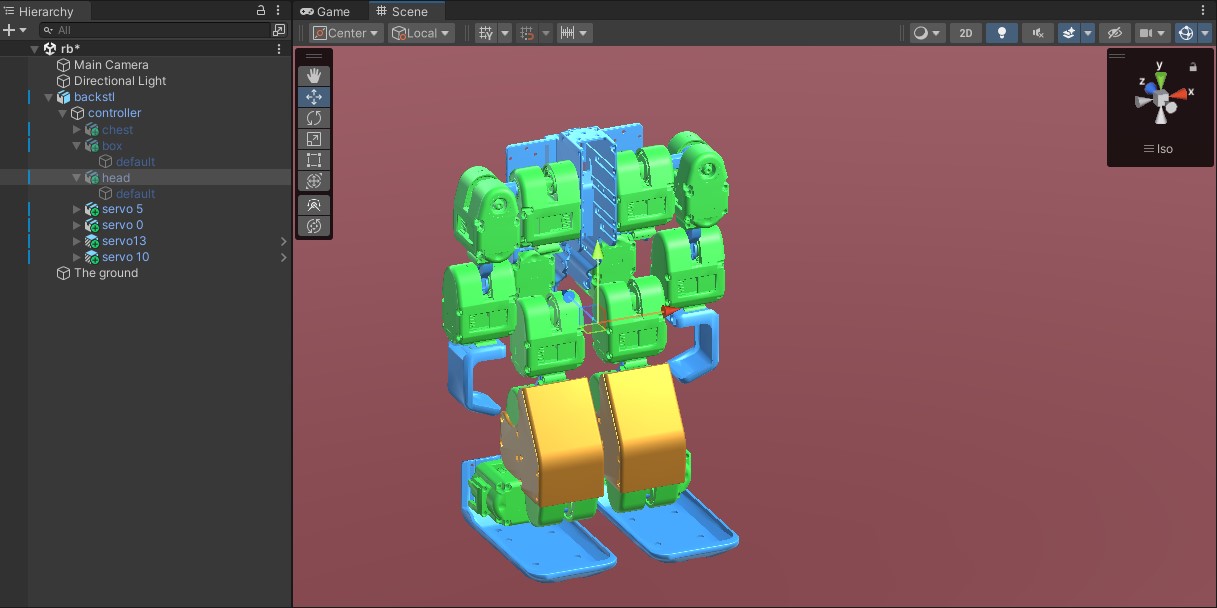 Hierarchy
All
rb*
Main Camera
Directional Light
backstl
controller
chest
box
default
head
default
servo 5
servo 0
servo13
servo 10
The ground
Game Scene
Center Local 2D
y
z
x
Iso